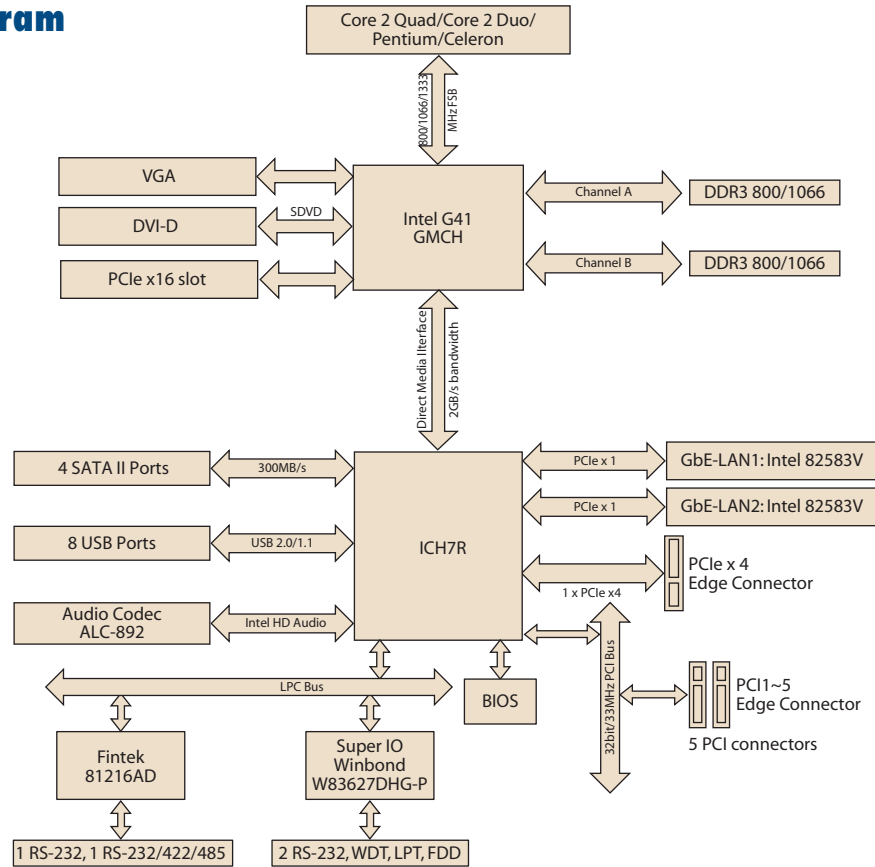 ram
Core 2 Quad/Core 2 Duo/
Pentium/Celeron
800/1066/1333
MHz FSB
VGA
SDVD
DVI-D
PCIe x16 slot
Intel G41
GMCH
Channel A
DDR3 800/1066
Channel B
DDR3 800/1066
Direct Media IIterface
2GB/s bandwidth
4 SATA II Ports
300MB/s
8 USB Ports
USB 2.0/1.1
Audio Codec
ALC-892
Intel HD Audio
ICH7R
PCIe x 1
GbE-LAN1: Intel 82583V
PCIe x 1
GbE-LAN2: Intel 82583V
PCIe x 4
Edge Connector
1 x PCIe x4
32bit/33MHz PCI Bus
PCI1~5
Edge Connector
5 PCI connectors
LPC Bus
BIOS
Fintek
81216AD
Super IO
Winbond
W83627DHG-P
1 RS-232, 1 RS-232/422/485
2 RS-232, WDT, LPT, FDD